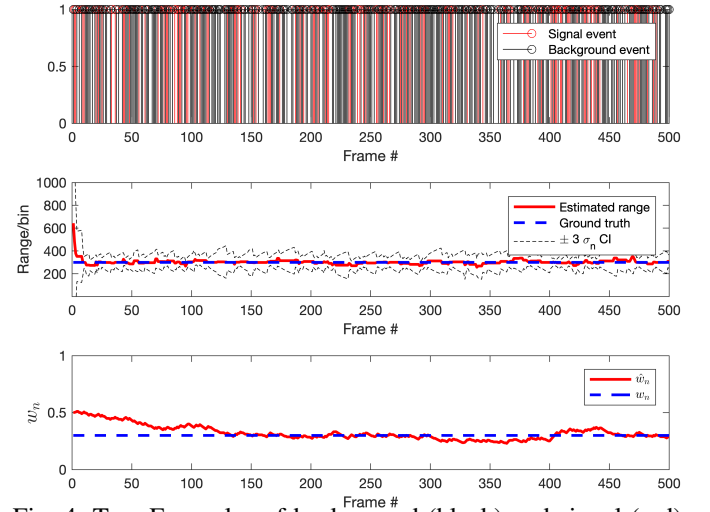 1
0.5
0
Signal event
Background event
0 50 100 150 200 250 300 350 400 450 500
Frame #
1000
800
600
400
200
Range/bin
Estimated range
Ground truth
± 3 σn CI
0 50 100 150 200 250 300 350 400 450 500
Frame #
1
0.5
0
wn
ŵn
wn
0 50 100 150 200 250 300 350 400 450 500
Frame #